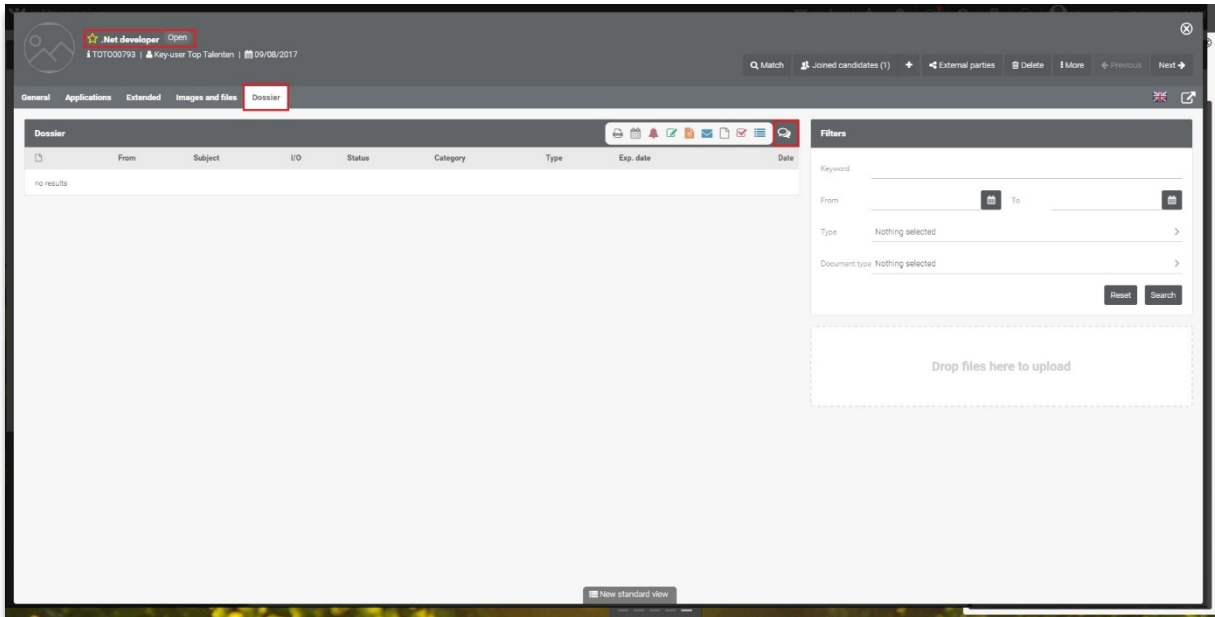 .Net developer Open
TOTO00793 | Key-user Top Talenten | 09/08/2017
Match Joined candidates (1) External parties Delete More Previous Next
General Applications Extended Images and files Dossier
Dossier
From Subject I/O Status Category Type Exp. date Date
no results
Filters
Keyword
From To
Type Nothing selected
Document type Nothing selected
Reset Search
Drop files here to upload
New standard view